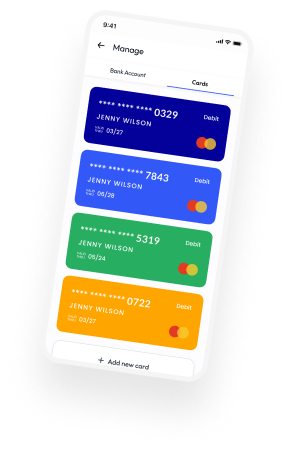 9:41
Manage
Bank Account
Cards
**** **** **** 0329
Debit
JENNY WILSON
VALID THRU 03/27
**** **** **** 7843
Debit
JENNY WILSON
VALID THRU 06/28
**** **** **** 5319
Debit
JENNY WILSON
VALID THRU 05/24
**** **** **** 0722
Debit
JENNY WILSON
VALID THRU 05/27
+ Add new card